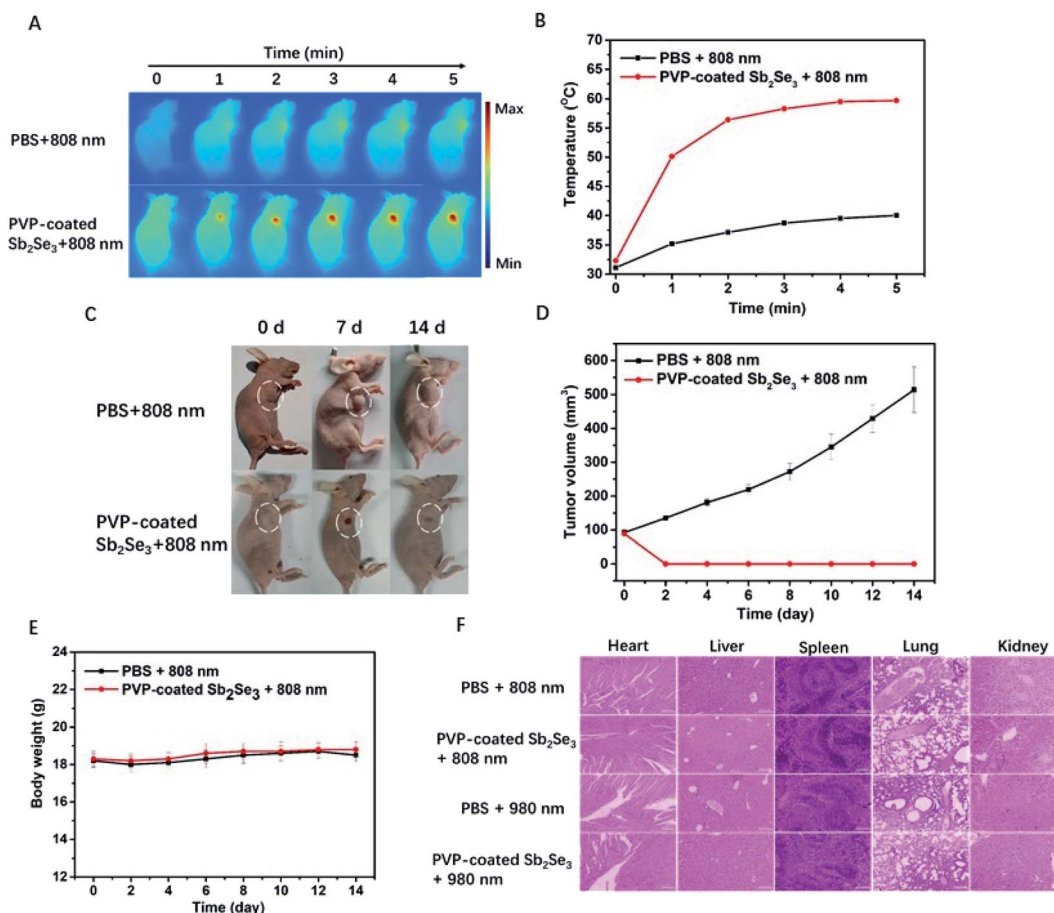 A
Time (min)
0 1 2 3 4 5
PBS+808 nm
PVP-coated
Sb₂Se₃+808 nm
Max
Min
B
Temperature (°C)
70
65
60
55
50
45
40
35
30
PBS + 808 nm
PVP-coated Sb₂Se₃ + 808 nm
0 1 2 3 4 5
Time (min)
C
0 d 7 d 14 d
PBS+808 nm
PVP-coated
Sb₂Se₃+808 nm
D
Tumor volume (mm³)
600
500
400
300
200
100
0
PBS + 808 nm
PVP-coated Sb₂Se₃ + 808 nm
0 2 4 6 8 10 12 14
Time (day)
E
Body weight (g)
24
22
20
18
16
14
12
PBS + 808 nm
PVP-coated Sb₂Se₃ + 808 nm
0 2 4 6 8 10 12 14
Time (day)
F
Heart Liver Spleen Lung Kidney
PBS + 808 nm
PVP-coated Sb₂Se₃
+ 808 nm
PBS + 980 nm
PVP-coated Sb₂Se₃
+ 980 nm